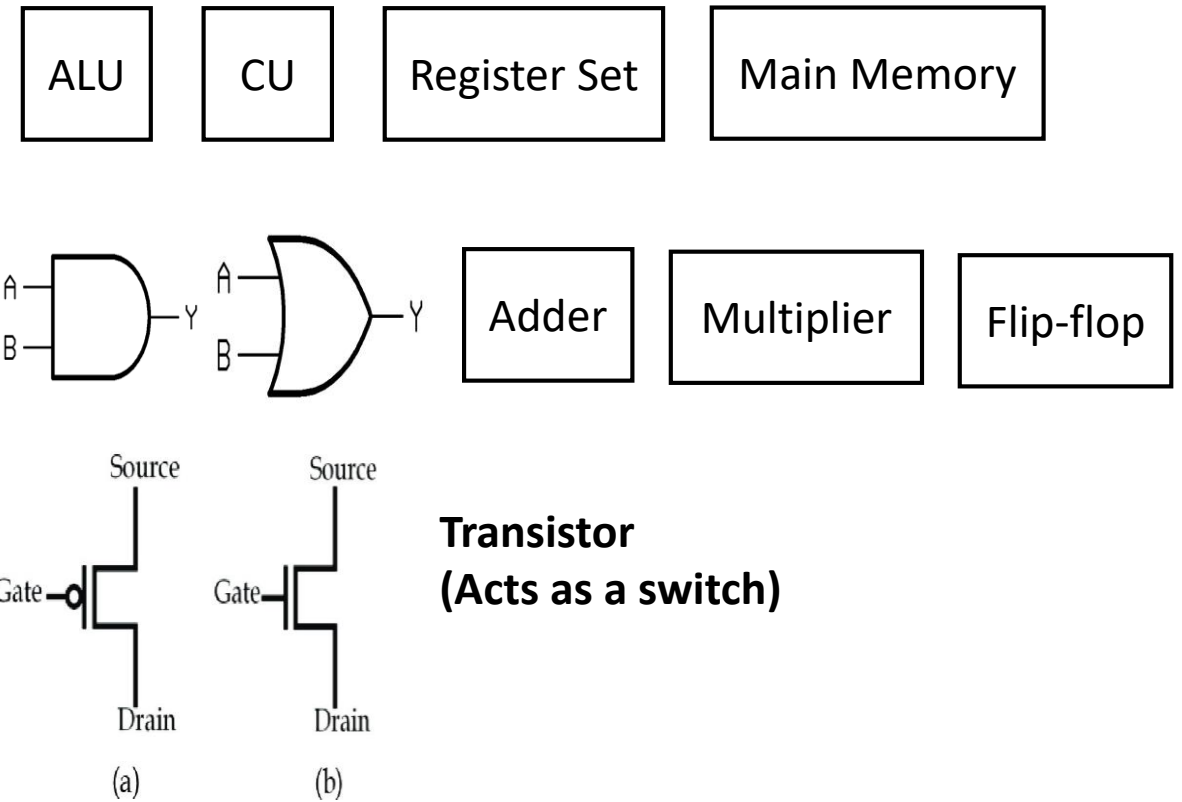 ALU CU Register Set Main Memory
A B Y A B Y Adder Multiplier Flip-flop
Source Source
Gate Gate
Transistor
(Acts as a switch)
Drain Drain
(a) (b)